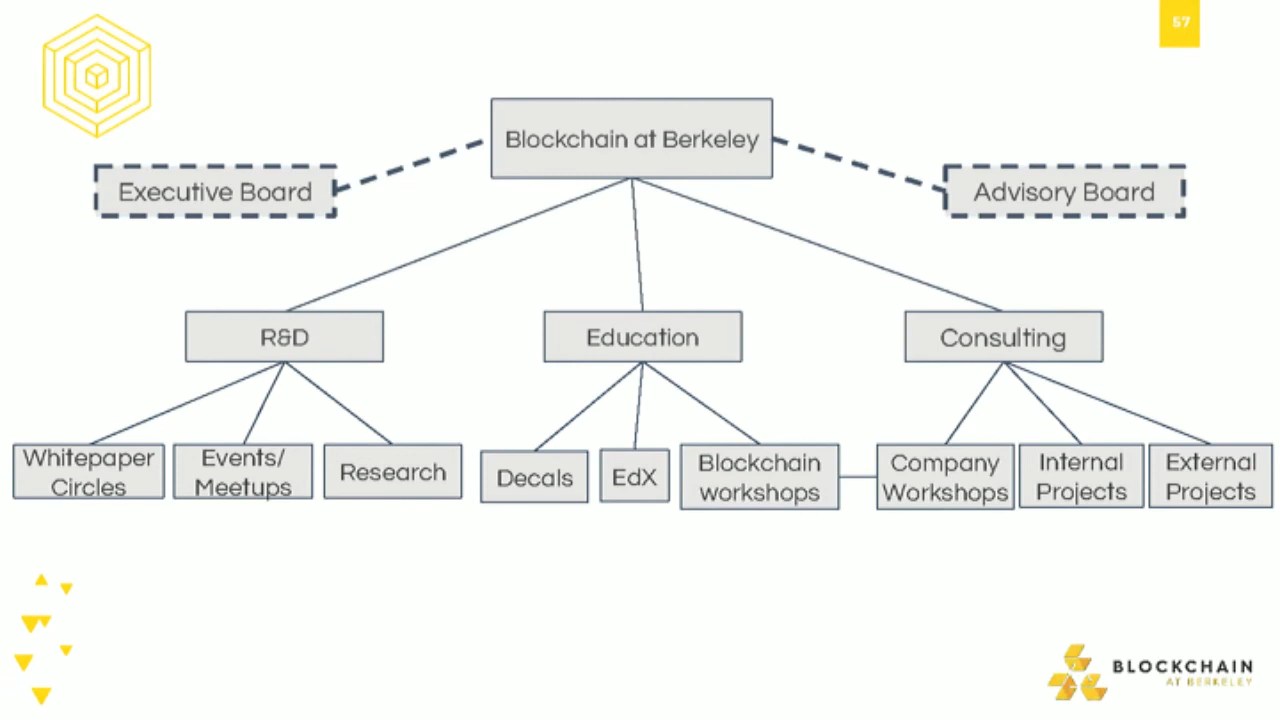 57
Blockchain at Berkeley
Executive Board
Advisory Board
R&D
Education
Consulting
Whitepaper
Circles
Events/
Meetups
Research
Decals
EdX
Blockchain
workshops
Company
Workshops
Internal
Projects
External
Projects
BLOCKCHAIN
AT BERKELEY